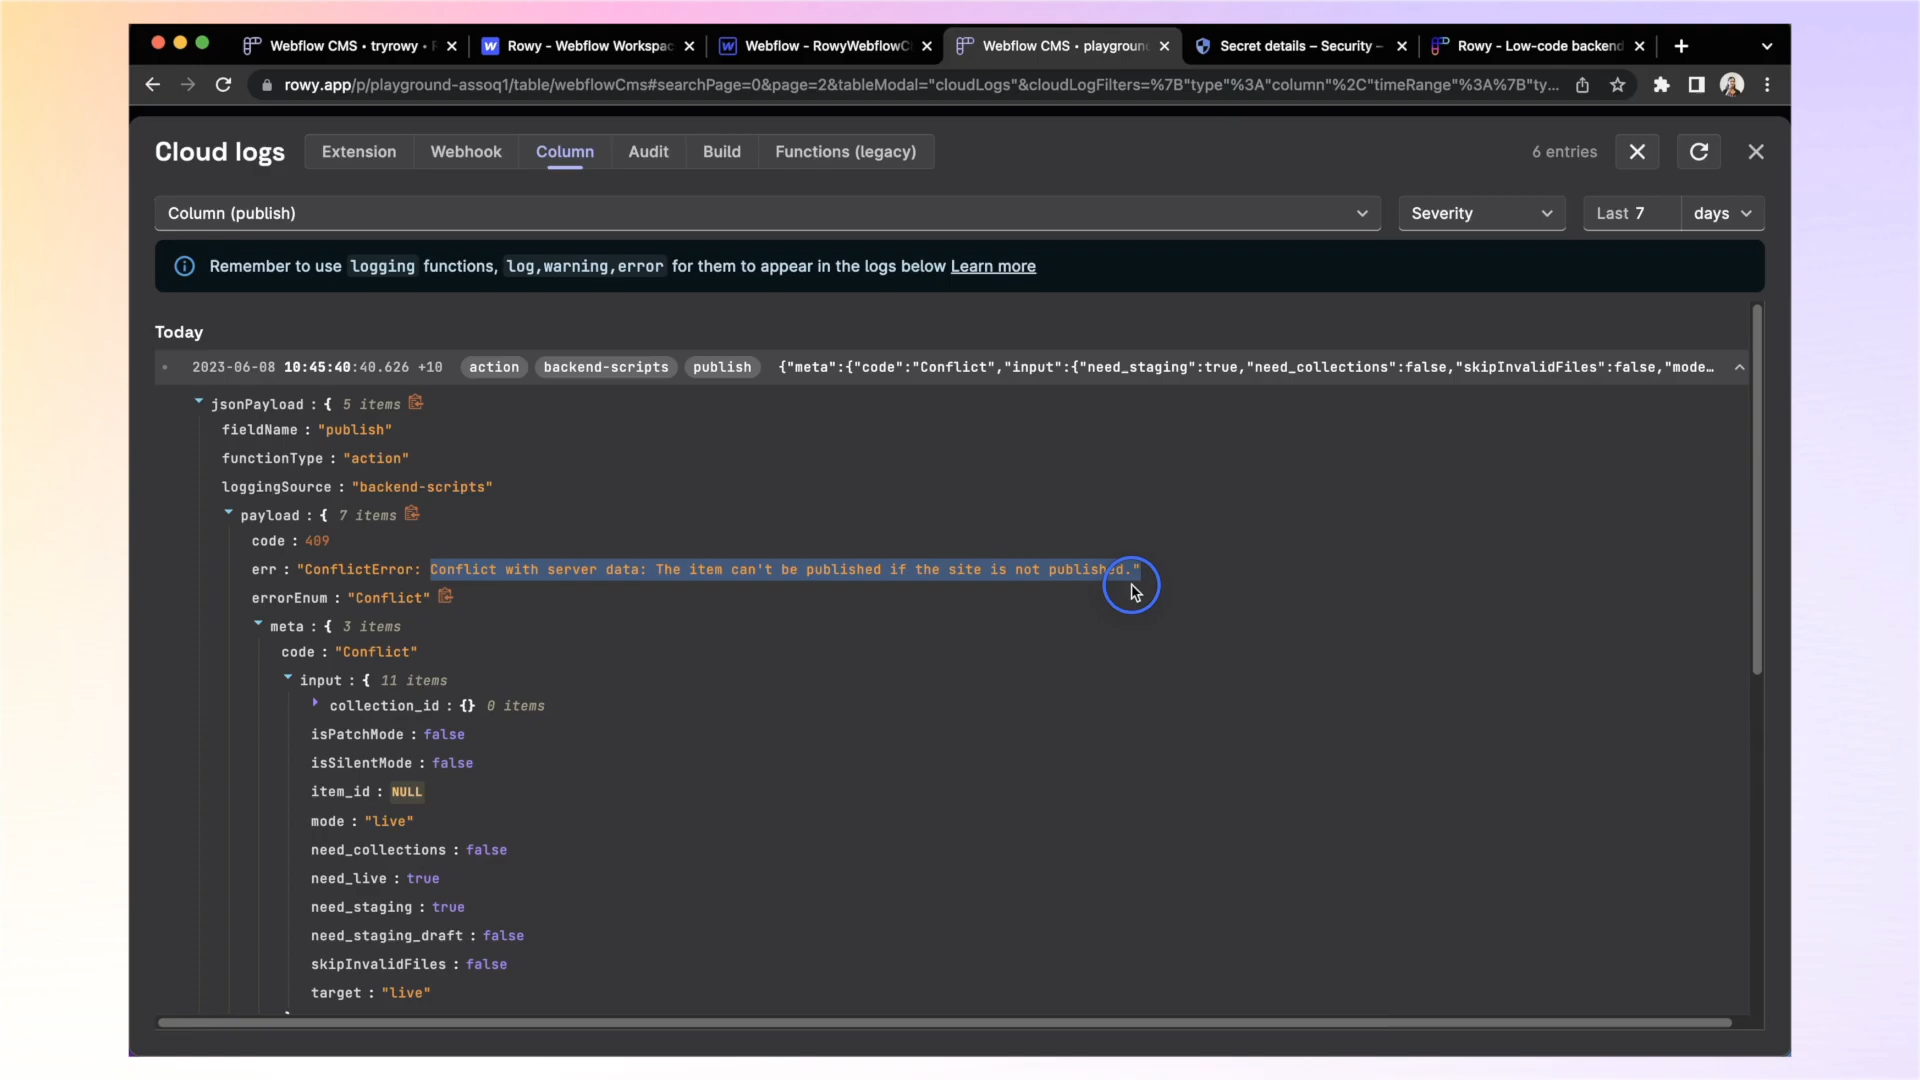 Webflow CMS • tryrowy •
Rowy - Webflow Workspac
Webflow - RowyWebflowC
Webflow CMS • playground
Secret details – Security –
Rowy - Low-code backend
rowy.app/p/playground-assoq1/table/webflowCms#searchPage=0&page=2&tableModal="cloudLogs"&cloudLogFilters=%7B"type"%3A"column"%2C"timeRange"%3A%7B"ty...
Cloud logs
Extension
Webhook
Column
Audit
Build
Functions (legacy)
6 entries
Column (publish)
Severity
Last 7
days
Remember to use logging functions, log,warning,error for them to appear in the logs below Learn more
Today
2023-06-08 10:45:40:40.626 +10 action backend-scripts publish {"meta":{"code":"Conflict","input":{"need_staging":true,"need_collections":false,"skipInvalidFiles":false,"mode…
jsonPayload : { 5 items
fieldName : "publish"
functionType : "action"
loggingSource : "backend-scripts"
payload : { 7 items
code : 409
err : "ConflictError: Conflict with server data: The item can't be published if the site is not published."
errorEnum : "Conflict"
meta : { 3 items
code : "Conflict"
input : { 11 items
collection_id : {} 0 items
isPatchMode : false
isSilentMode : false
item_id : NULL
mode : "live"
need_collections : false
need_live : true
need_staging : true
need_staging_draft : false
skipInvalidFiles : false
target : "live"